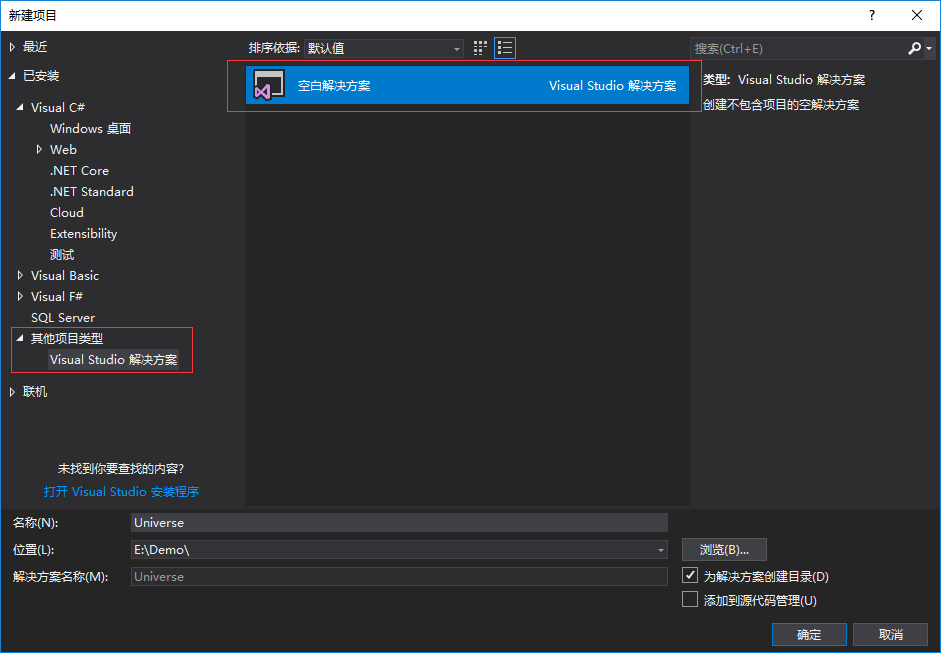 新建项目
?
最近
已安装
Visual C#
Windows 桌面
Web
.NET Core
.NET Standard
Cloud
Extensibility
测试
Visual Basic
Visual F#
SQL Server
其他项目类型
Visual Studio 解决方案
联机
未找到你要查找的内容?
打开 Visual Studio 安装程序
排序依据: 默认值
空白解决方案 Visual Studio 解决方案
搜索(Ctrl+E)
类型: Visual Studio 解决方案
创建不包含项目的空解决方案
名称(N): Universe
位置(L): E:\Demo\ 浏览(B)...
解决方案名称(M): Universe
为解决方案创建目录(D)
添加到源代码管理(U)
确定 取消